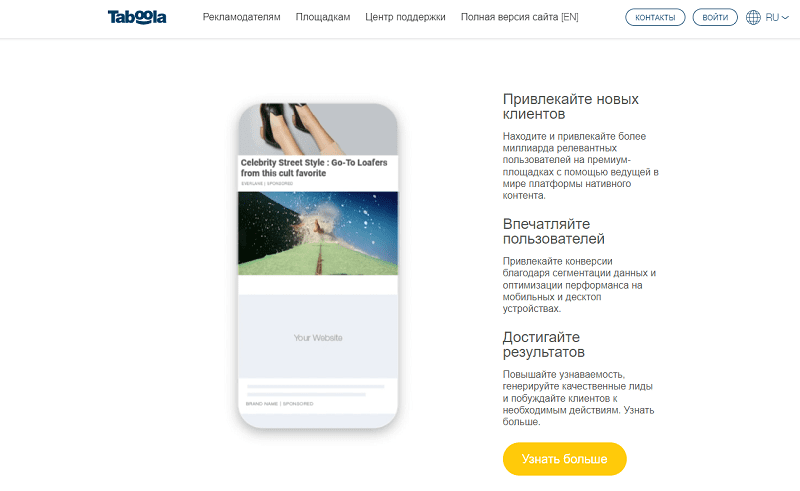 Taboola
Рекламодателям Площадкам Центр поддержки Полная версия сайта [EN] КОНТАКТЫ ВОЙТИ RU
Celebrity Street Style : Go-To Loafers
from this cult favorite
EVERLANE | SPONSORED
Your Website
BRAND NAME | SPONSORED
Привлекайте новых
клиентов
Находите и привлекайте более
миллиарда релевантных
пользователей на премиум-
площадках с помощью ведущей в
мире платформы нативного
контента.
Впечатляйте
пользователей
Привлекайте конверсии
благодаря сегментации данных и
оптимизации перформанса на
мобильных и десктоп
устройствах.
Достигайте
результатов
Повышайте узнаваемость,
генерируйте качественные лиды
и побуждайте клиентов к
необходимым действиям. Узнать
больше.
Узнать больше